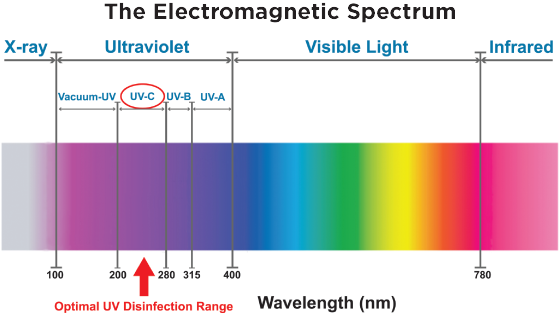 The Electromagnetic Spectrum
X-ray Ultraviolet Visible Light Infrared
Vacuum-UV UV-C UV-B UV-A
100 200 280 315 400 780
Optimal UV Disinfection Range Wavelength (nm)